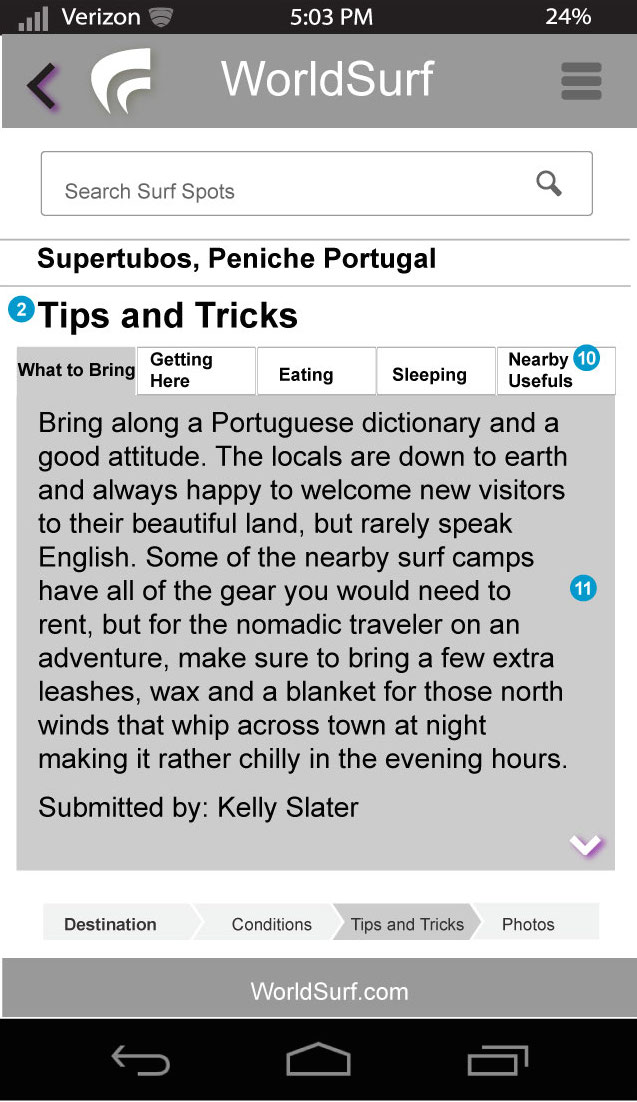 Verizon 5:03 PM 24%
WorldSurf
Search Surf Spots
Supertubos, Peniche Portugal
2 Tips and Tricks
What to Bring
Getting
Here
Eating
Sleeping
Nearby 10
Usefuls
Bring along a Portuguese dictionary and a
good attitude. The locals are down to earth
and always happy to welcome new visitors
to their beautiful land, but rarely speak
English. Some of the nearby surf camps
have all of the gear you would need to
11
rent, but for the nomadic traveler on an
adventure, make sure to bring a few extra
leashes, wax and a blanket for those north
winds that whip across town at night
making it rather chilly in the evening hours.
Submitted by: Kelly Slater
Destination Conditions Tips and Tricks Photos
WorldSurf.com